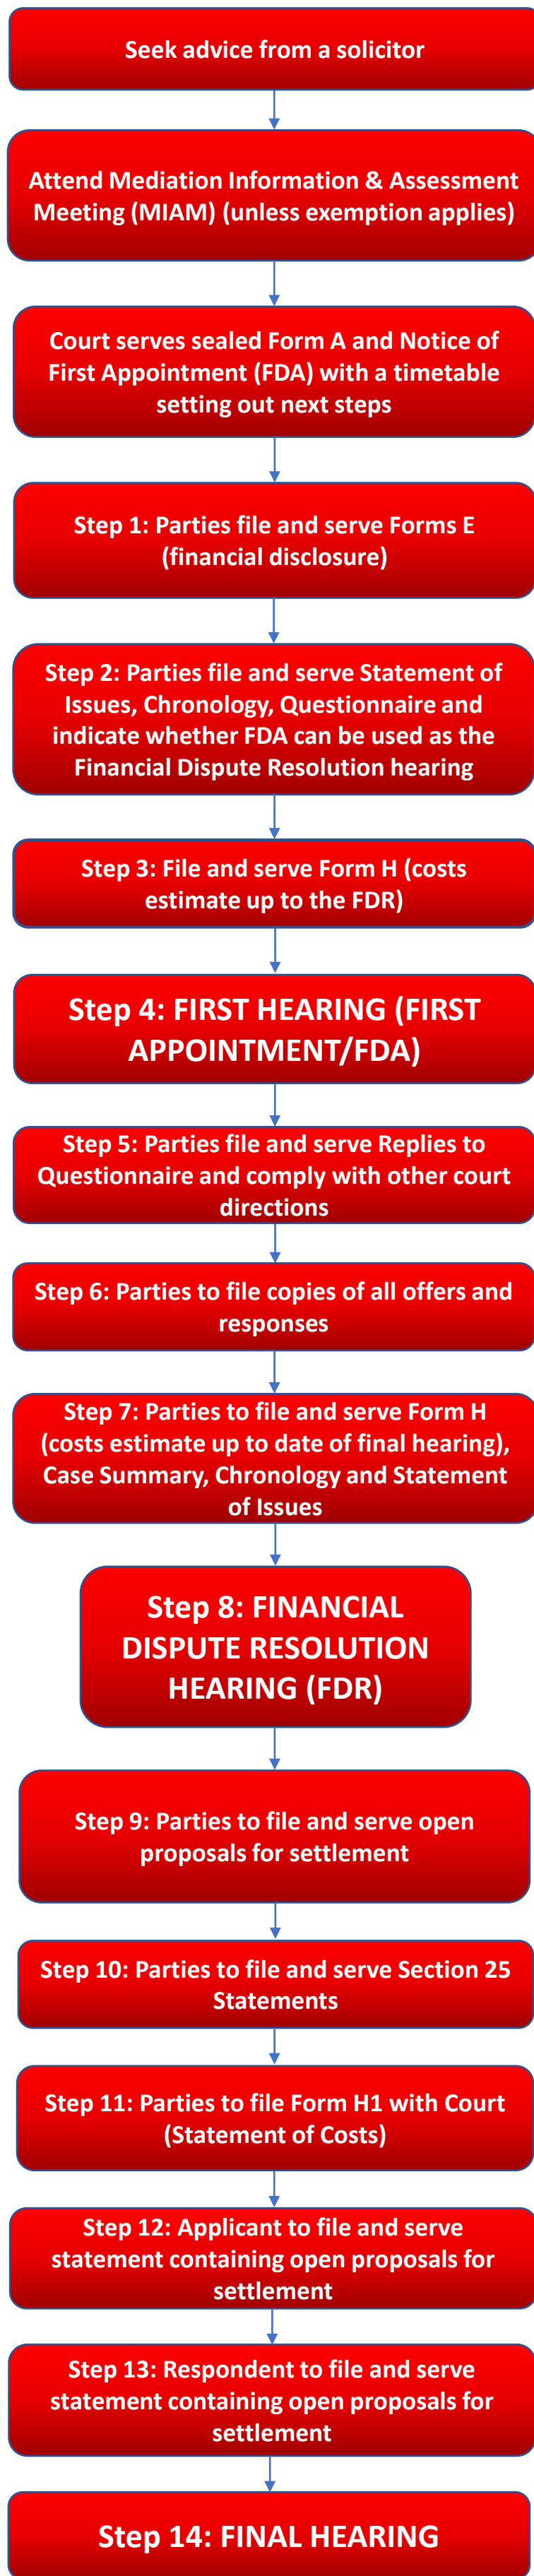 Seek advice from a solicitor
Attend Mediation Information & Assessment
Meeting (MIAM) (unless exemption applies)
Court serves sealed Form A and Notice of
First Appointment (FDA) with a timetable
setting out next steps
Step 1: Parties file and serve Forms E
(financial disclosure)
Step 2: Parties file and serve Statement of
Issues, Chronology, Questionnaire and
indicate whether FDA can be used as the
Financial Dispute Resolution hearing
Step 3: File and serve Form H (costs
estimate up to the FDR)
Step 4: FIRST HEARING (FIRST
APPOINTMENT/FDA)
Step 5: Parties file and serve Replies to
Questionnaire and comply with other court
directions
Step 6: Parties to file copies of all offers and
responses
Step 7: Parties to file and serve Form H
(costs estimate up to date of final hearing),
Case Summary, Chronology and Statement
of Issues
Step 8: FINANCIAL
DISPUTE RESOLUTION
HEARING (FDR)
Step 9: Parties to file and serve open
proposals for settlement
Step 10: Parties to file and serve Section 25
Statements
Step 11: Parties to file Form H1 with Court
(Statement of Costs)
Step 12: Applicant to file and serve
statement containing open proposals for
settlement
Step 13: Respondent to file and serve
statement containing open proposals for
settlement
Step 14: FINAL HEARING